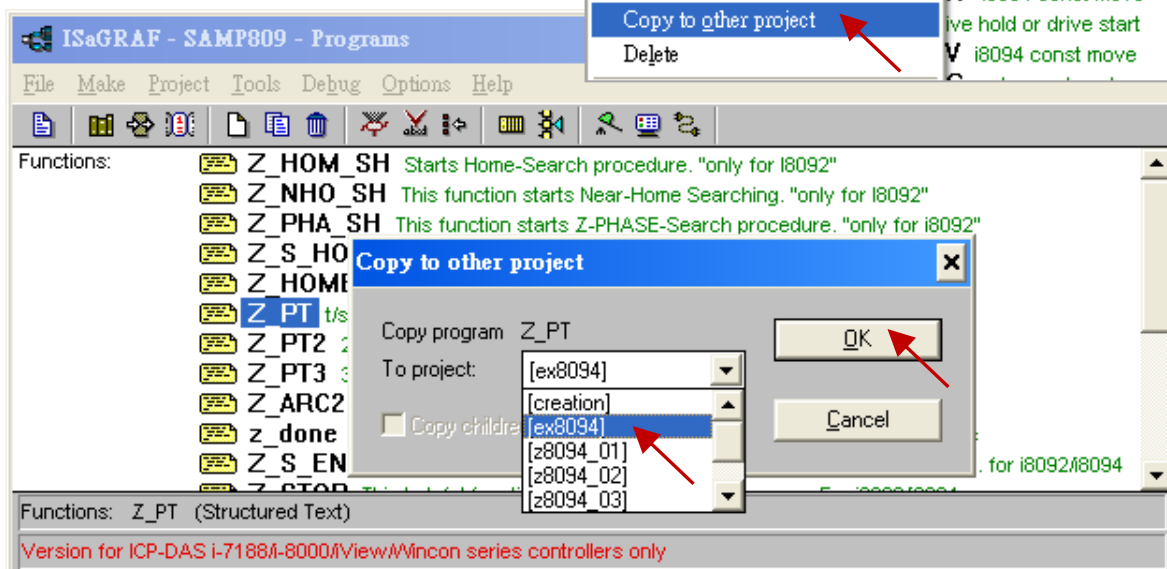 Copy to other project
ive hold or drive start
Delete
V i8094 const move
ISaGRAF - SAMP809 - Programs
File Make Project Tools Debug Options Help
Functions:
Z_HOM_SH Starts Home-Search procedure. "only for I8092"
Z_NHO_SH This function starts Near-Home Searching. "only for I8092"
Z_PHA_SH This function starts Z-PHASE-Search procedure. "only for i8092"
Z_S_HO
Z_HOME
Z_PT t/s
Z_PT2 2
Z_PT3 3
Z_ARC2
z_done
Z_S_EN . for i8092/i8094
Copy to other project
Copy program Z_PT
To project: [ex8094]
[creation]
[ex8094]
[z8094_01]
[z8094_02]
[z8094_03]
Copy childre
OK
Cancel
Functions: Z_PT (Structured Text)
Version for ICP-DAS i-7188/i-8000/iView/Wincon series controllers only